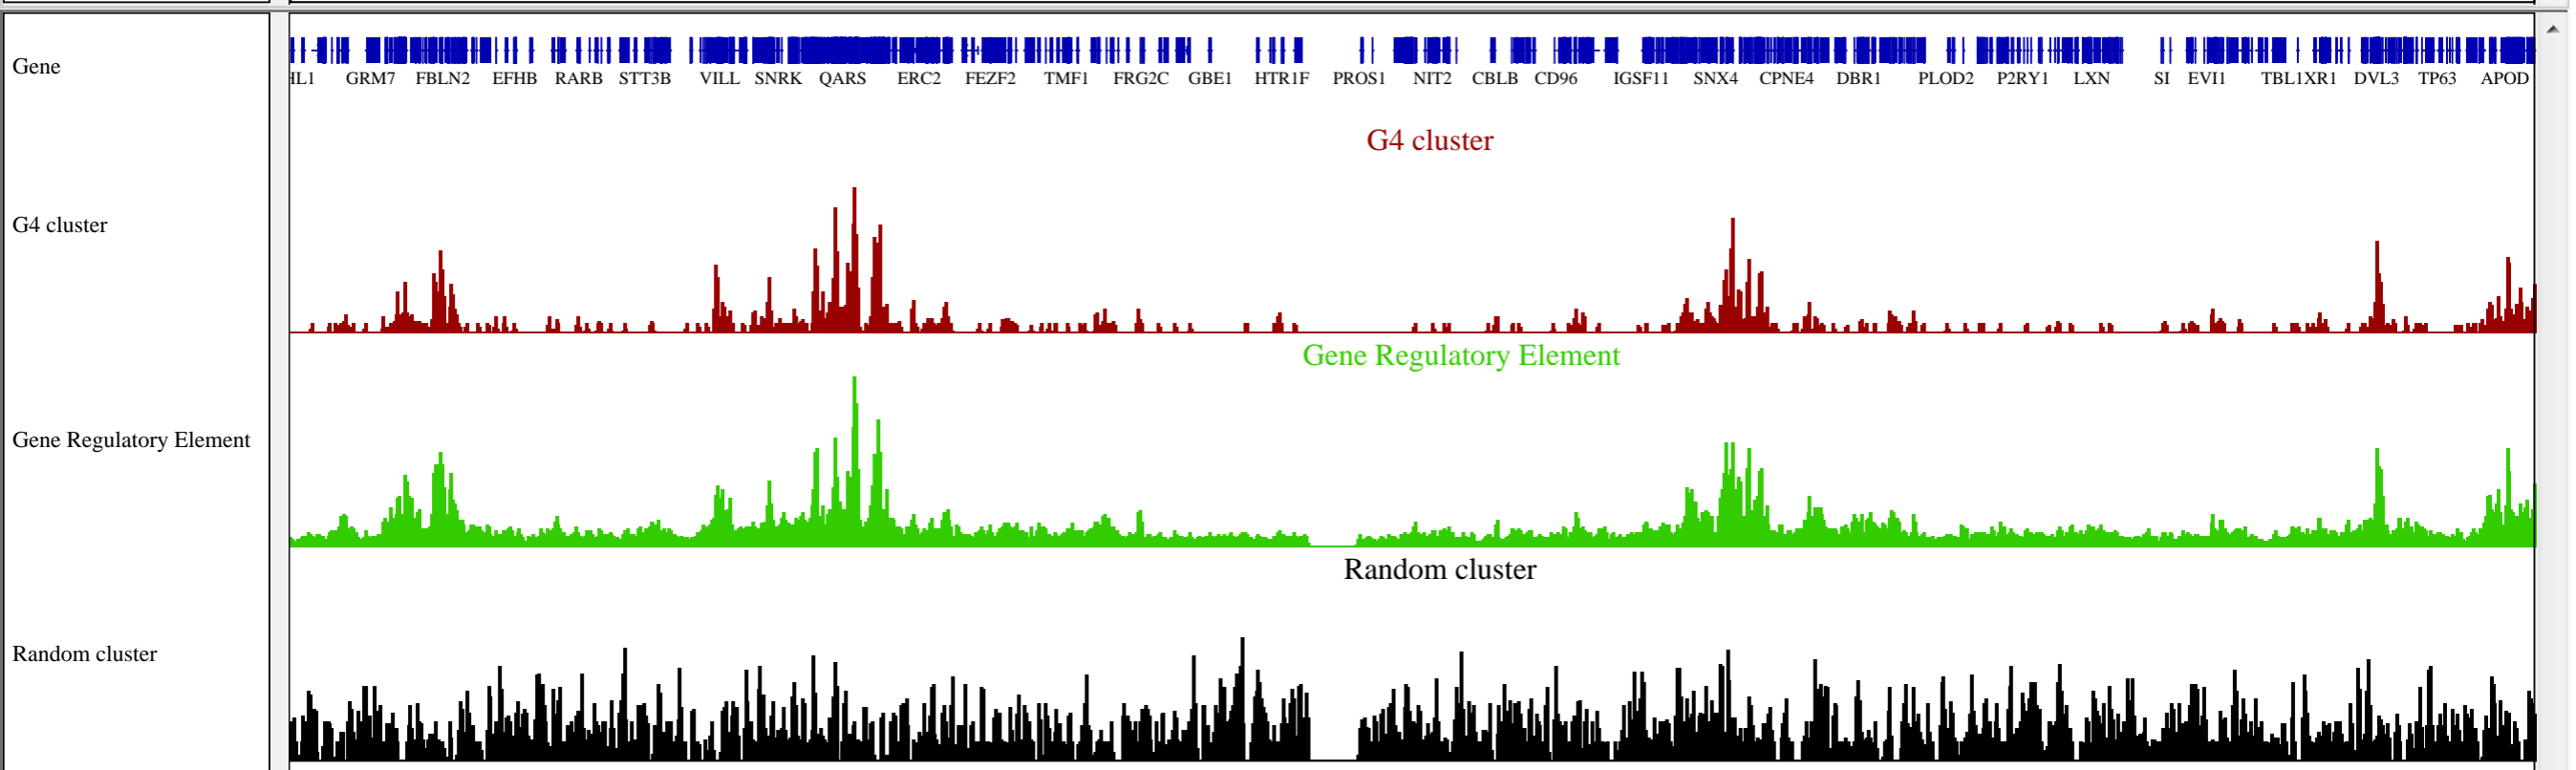 Gene
HL1 GRM7 FBLN2 EFHB RARB STT3B VILL SNRK QARS ERC2 FEZF2 TMF1 FRG2C GBE1 HTR1F PROS1 NIT2 CBLB CD96 IGSF11 SNX4 CPNE4 DBR1 PLOD2 P2RY1 LXN SI EVI1 TBL1XR1 DVL3 TP63 APOD
G4 cluster
G4 cluster
Gene Regulatory Element
Gene Regulatory Element
Random cluster
Random cluster